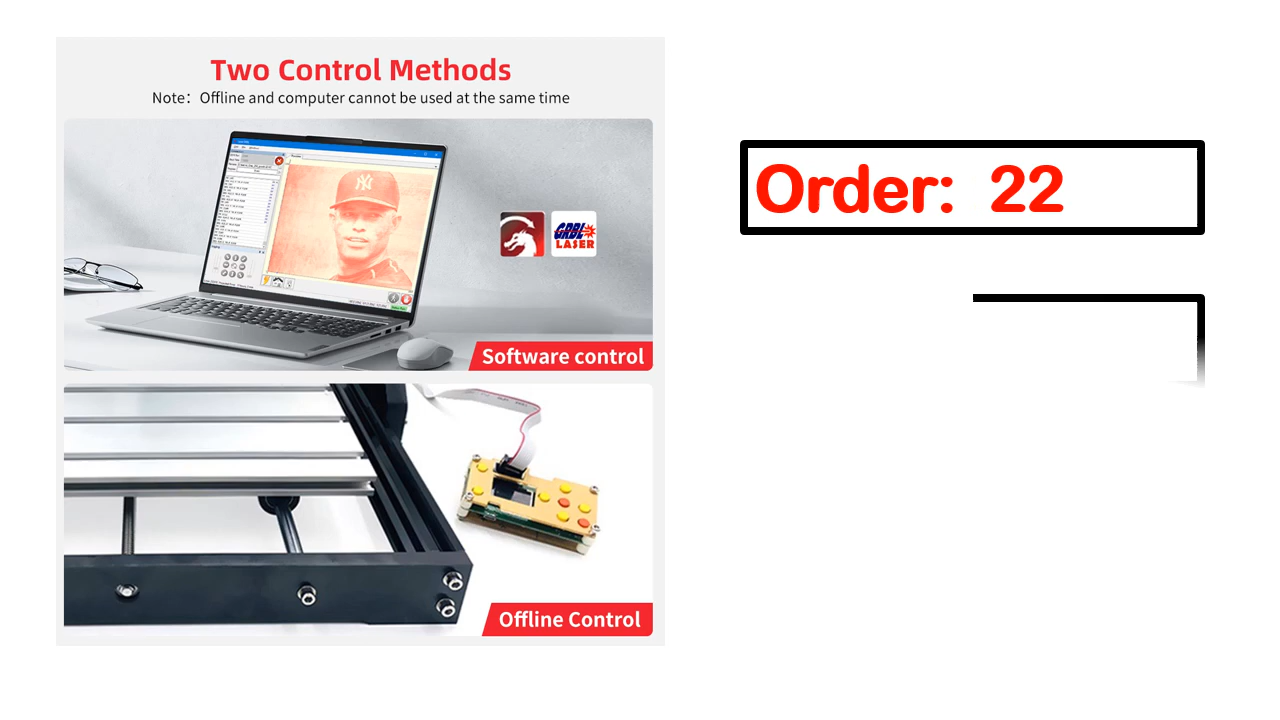 Two Control Methods
Note：Offline and computer cannot be used at the same time
NY
GRBL
LASER
Software control
Offline Control
Order: 22